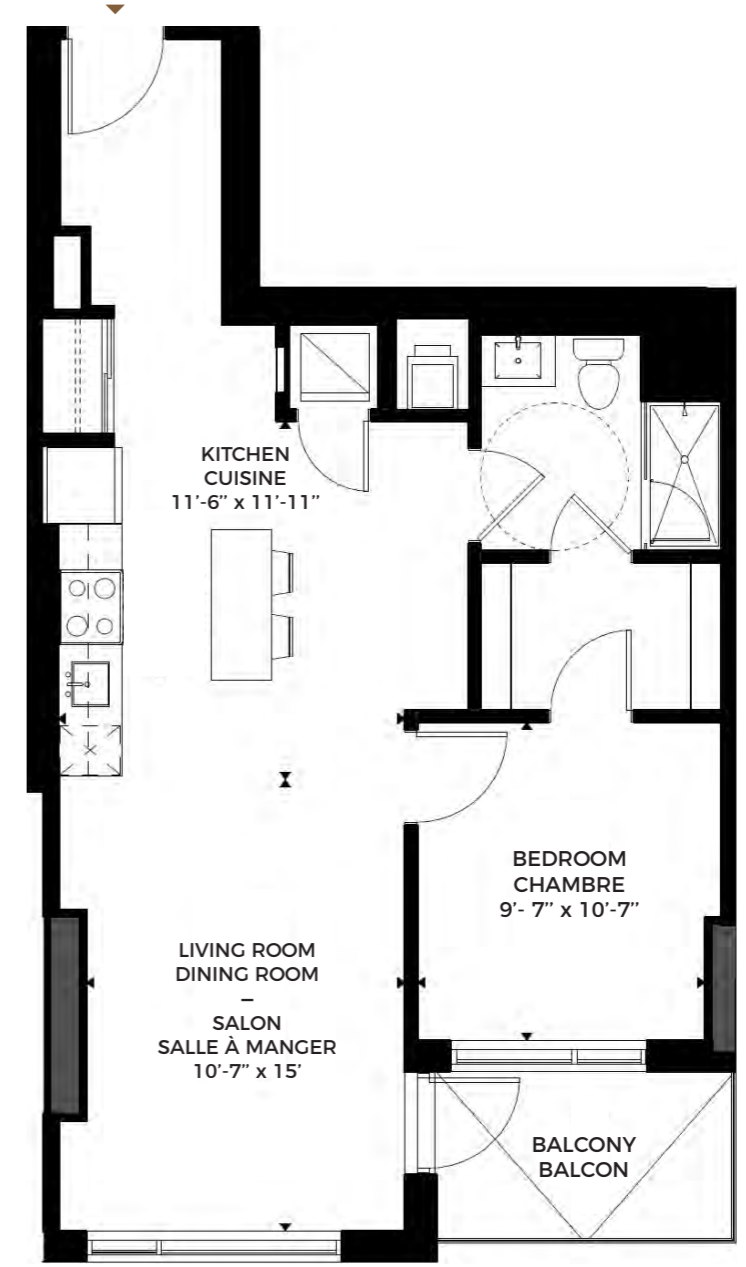 KITCHEN
CUISINE
11’-6” x 11’-11”
BEDROOM
CHAMBRE
9’- 7” x 10’-7”
LIVING ROOM
DINING ROOM
–
SALON
SALLE À MANGER
10’-7” x 15’
BALCONY
BALCON